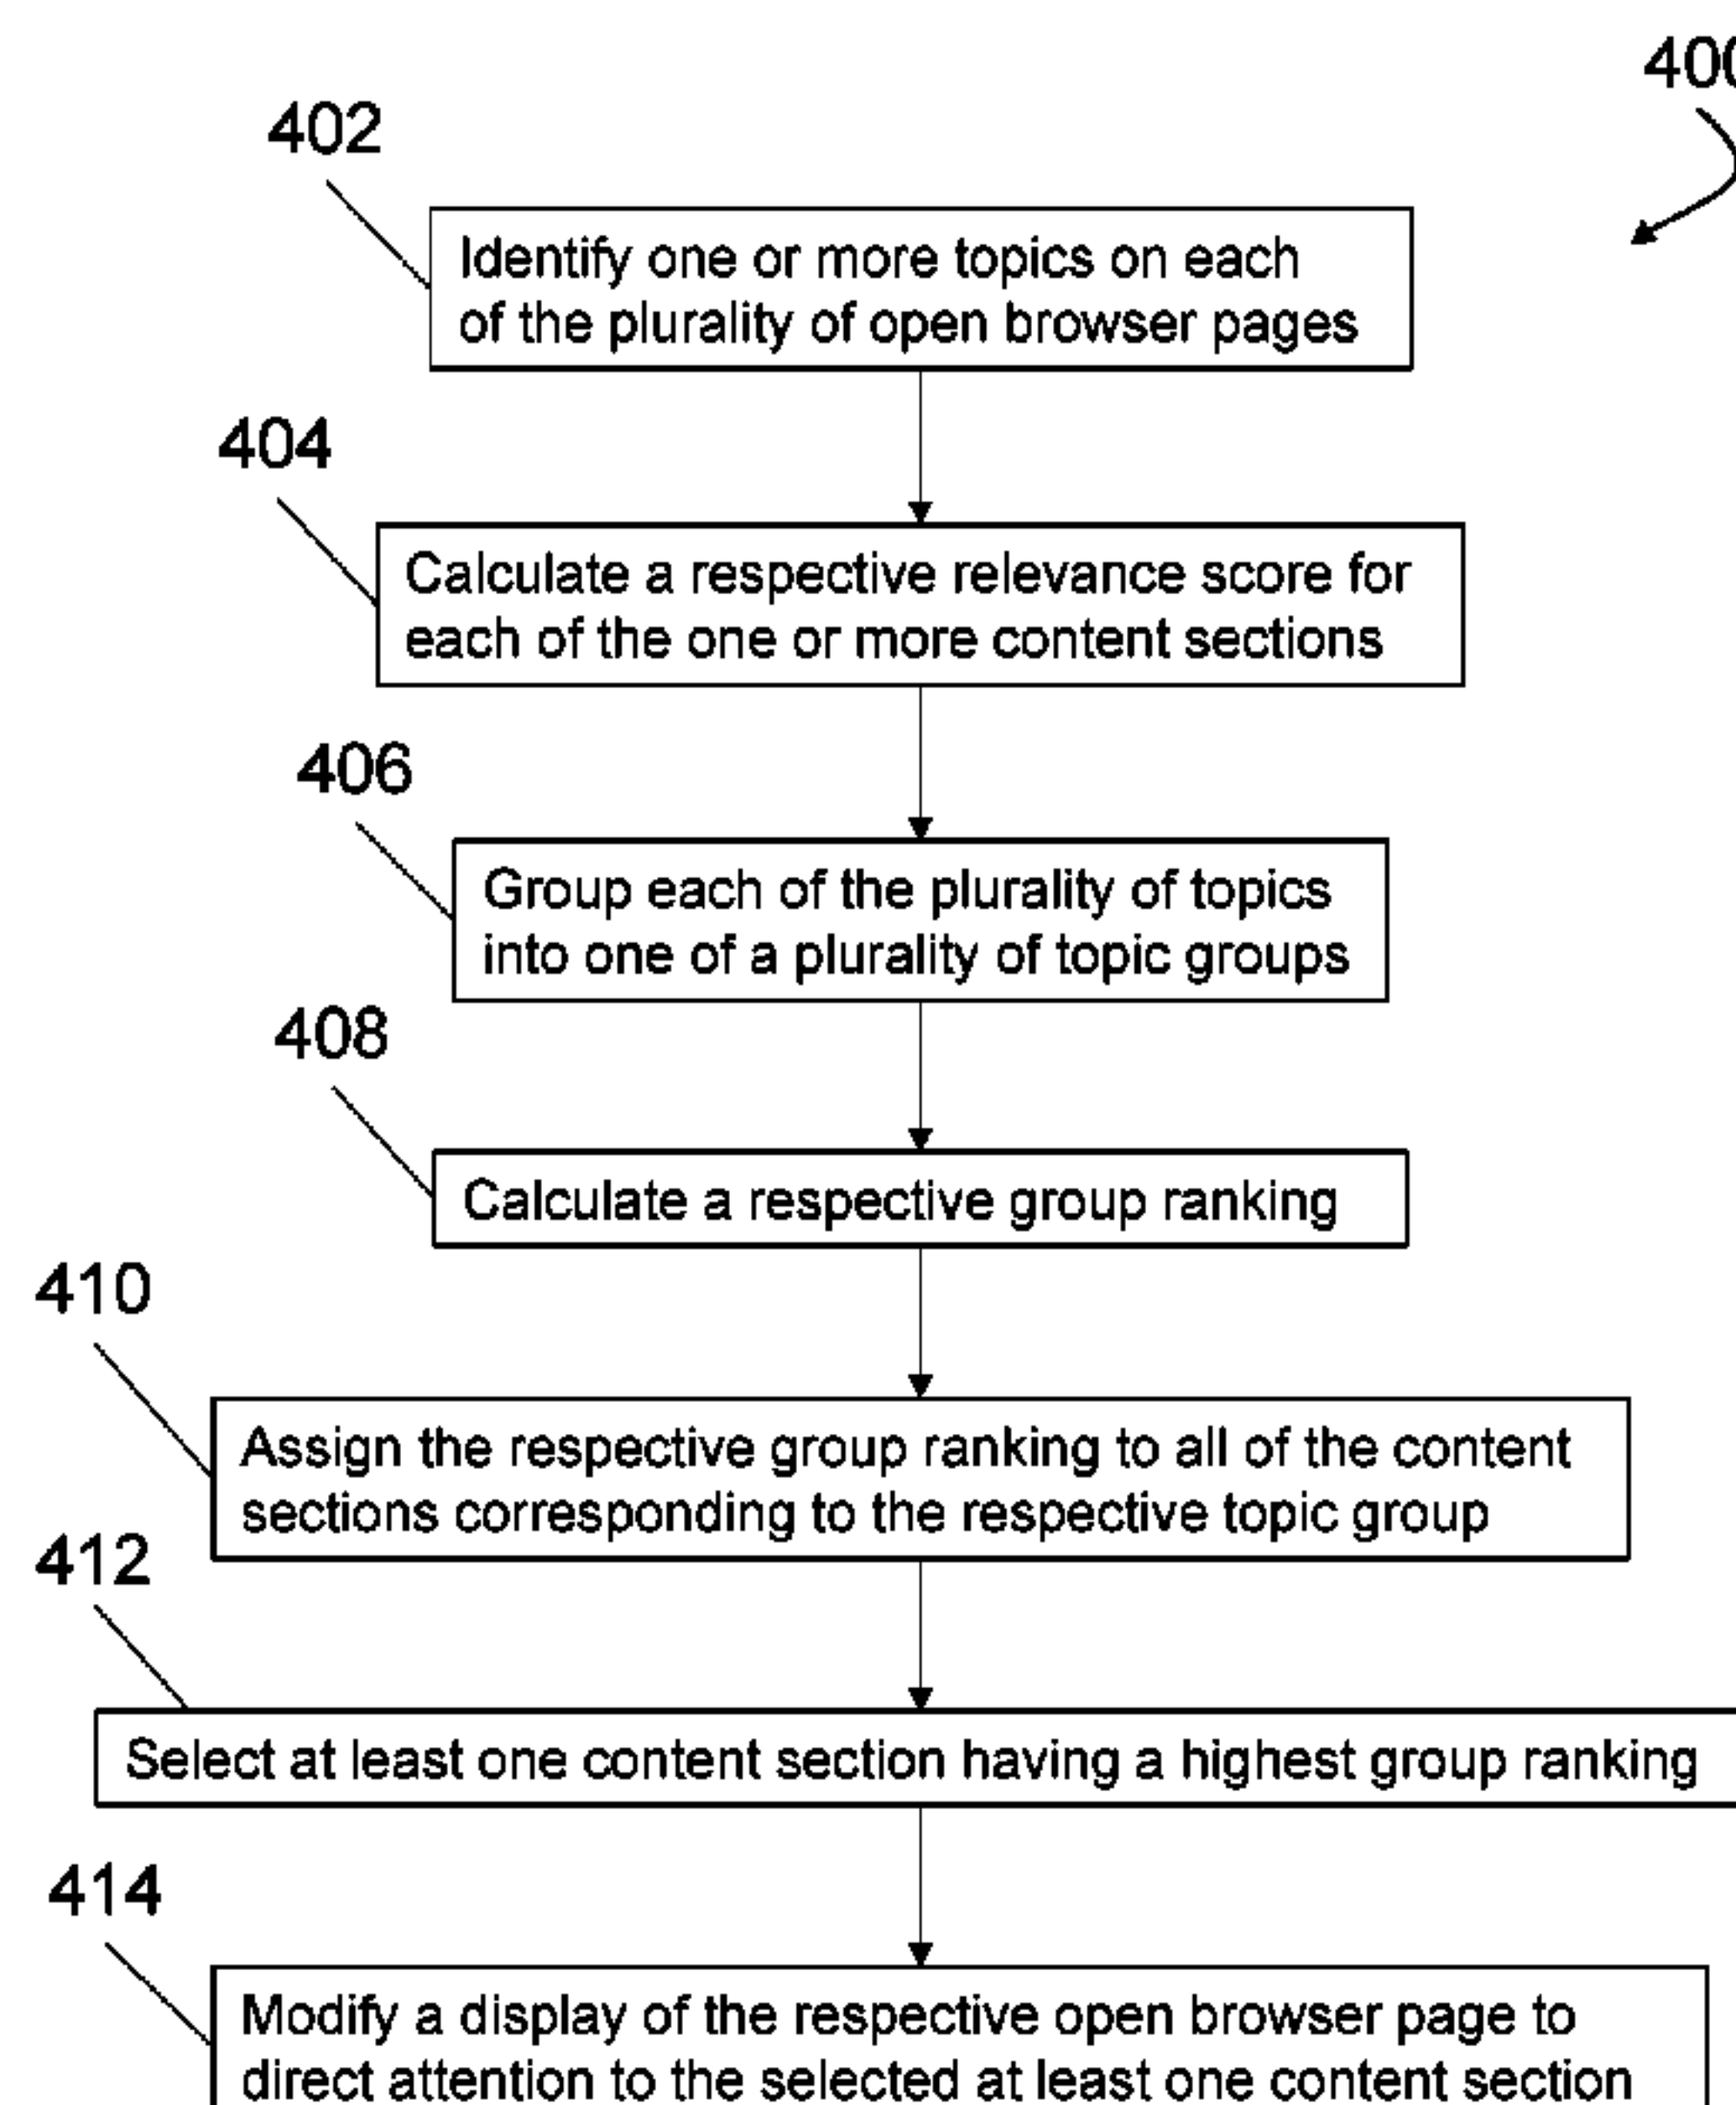 400
402
Identify one or more topics on each
of the plurality of open browser pages
404
Calculate a respective relevance score for
each of the one or more content sections
406
Group each of the plurality of topics
into one of a plurality of topic groups
408
Calculate a respective group ranking
410
Assign the respective group ranking to all of the content
sections corresponding to the respective topic group
412
Select at least one content section having a highest group ranking
414
Modify a display of the respective open browser page to
direct attention to the selected at least one content section